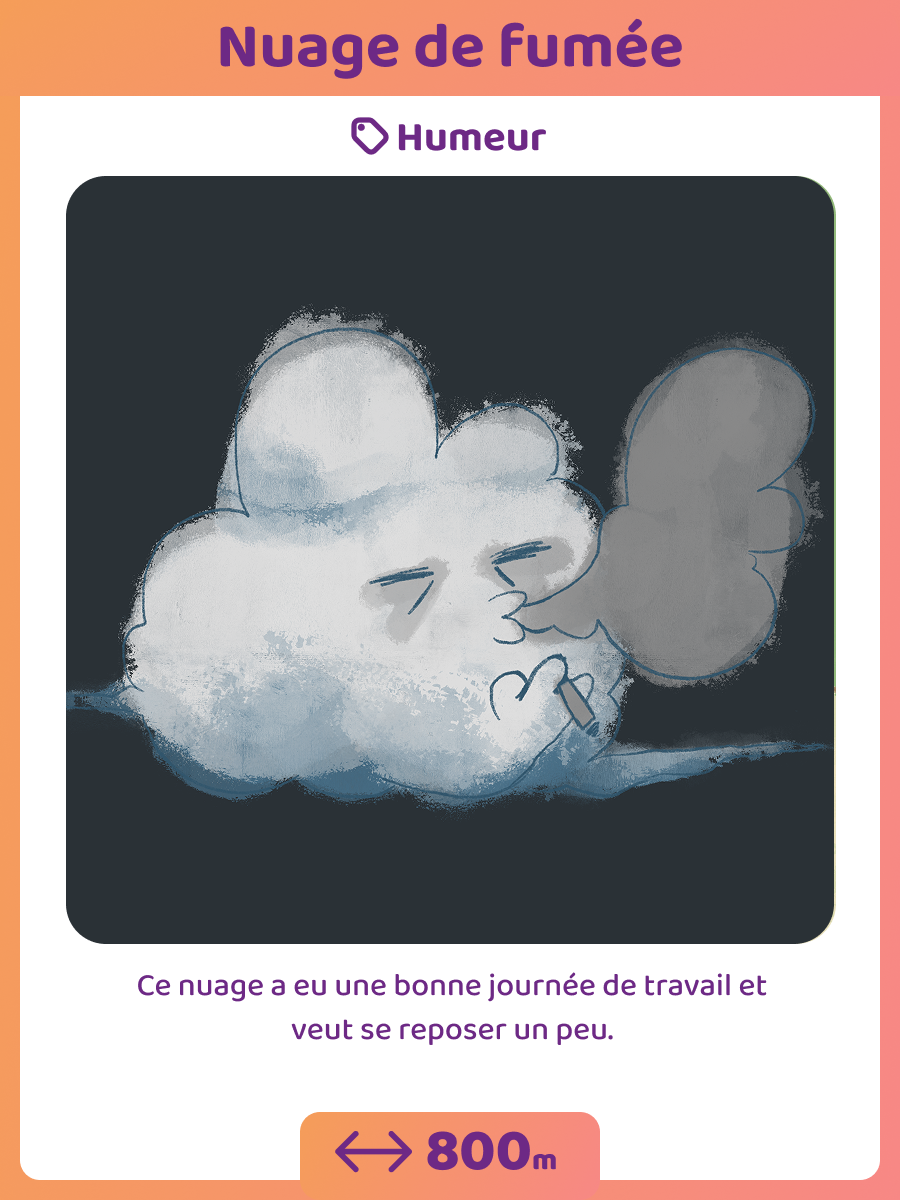 Nuage de fumée
Humeur
Ce nuage a eu une bonne journée de travail et
veut se reposer un peu.
800m